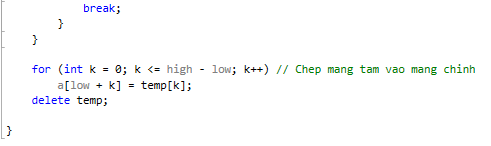 break;
}
}
for (int k = 0; k <= high - low; k++) // Chep mang tam vao mang chinh
a[low + k] = temp[k];
delete temp;
}